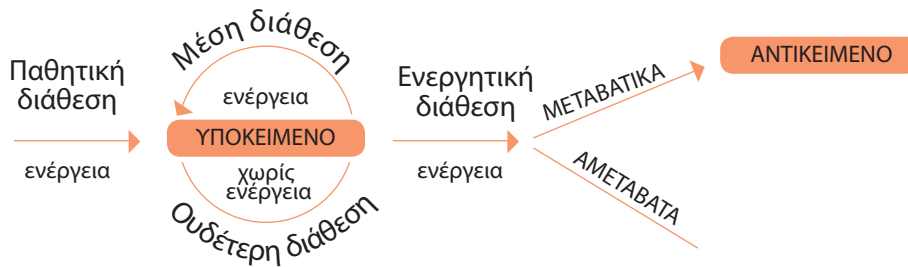 Παθητική
διάθεση
ενέργεια
Μέση διάθεση
ενέργεια
ΥΠΟΚΕΙΜΕΝΟ
χωρίς
ενέργεια
Ουδέτερη διάθεση
Ενεργητική
διάθεση
ενέργεια
ΜΕΤΑΒΑΤΙΚΑ
ΑΜΕΤΑΒΑΤΑ
ΑΝΤΙΚΕΙΜΕΝΟ